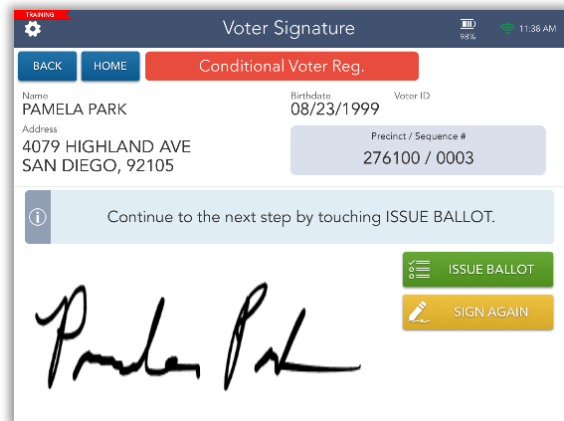 TRAINING
Voter Signature
98%
11:38 AM
BACK
HOME
Conditional Voter Reg.
Name
PAMELA PARK
Birthdate
08/23/1999
Voter ID
Address
4079 HIGHLAND AVE
SAN DIEGO, 92105
Precinct / Sequence #
276100 / 0003
Continue to the next step by touching ISSUE BALLOT.
ISSUE BALLOT
SIGN AGAIN
Pamela Park